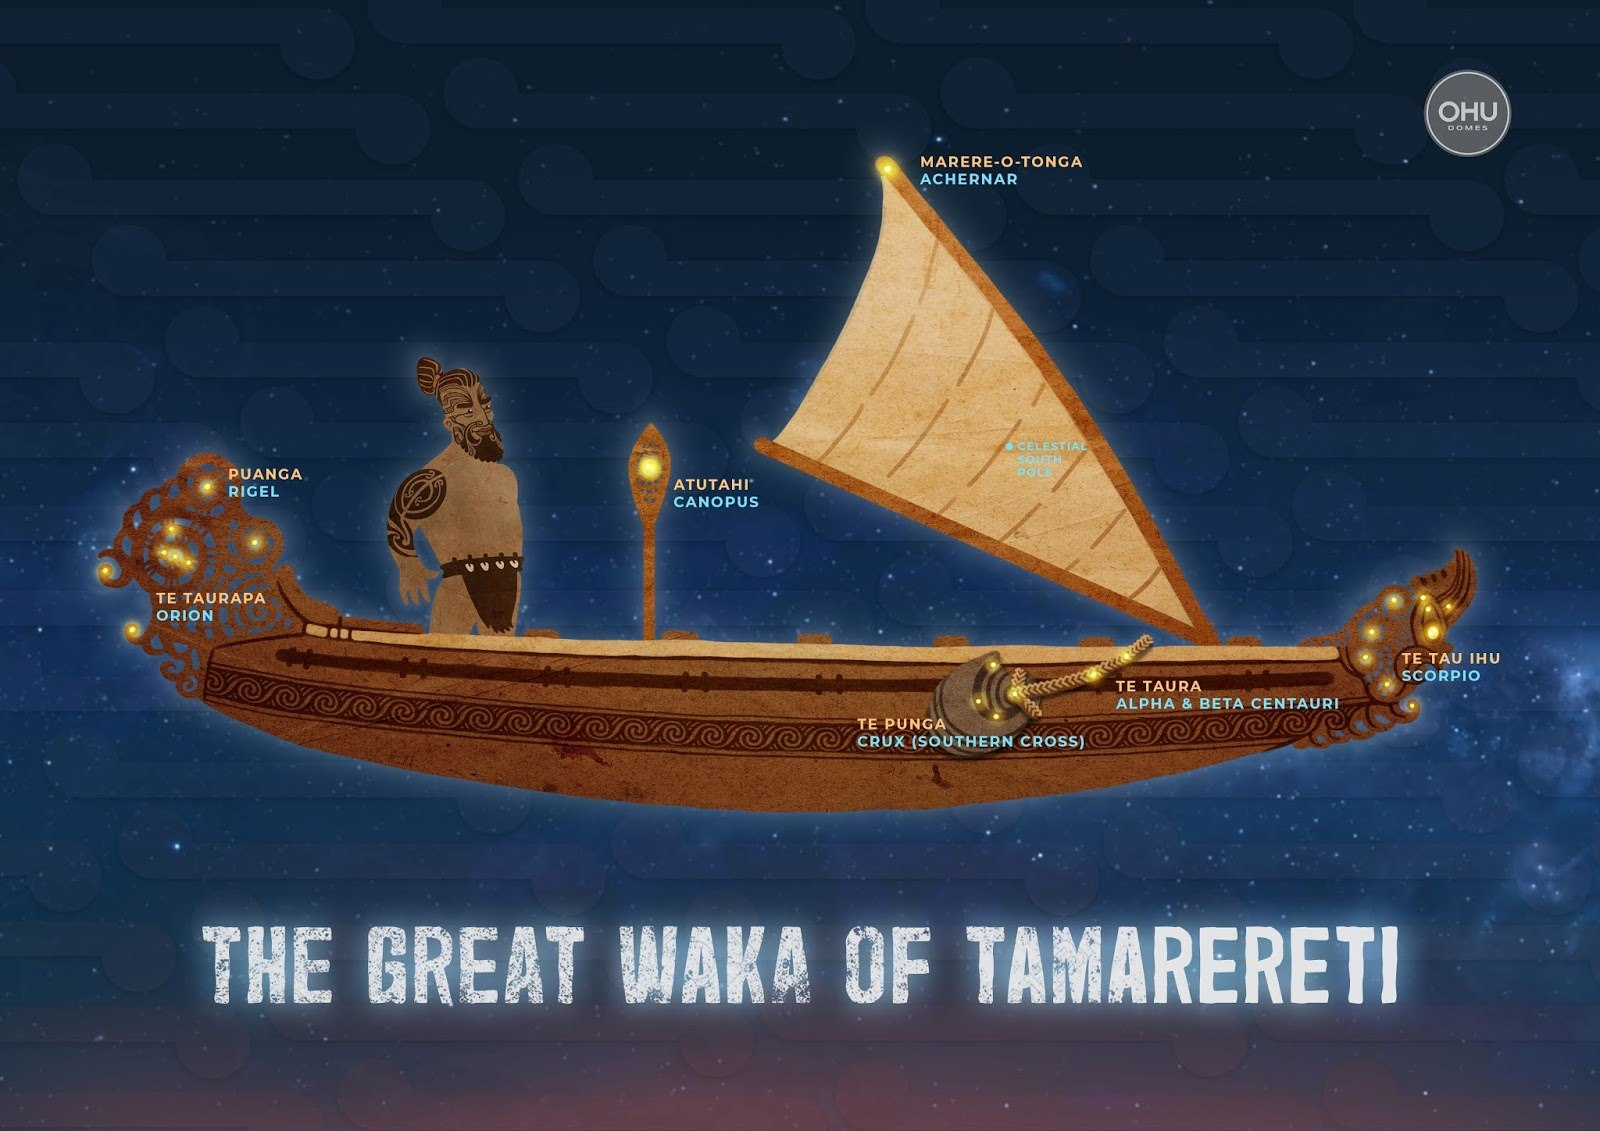 OHU
DOMES
MARERE-O-TONGA
ACHERNAR
CELESTIAL
SOUTH
POLE
PUANGA
RIGEL
ATUTAHI
CANOPUS
TE TAURAPA
ORION
TE TAU IHU
SCORPIO
TE TAURA
ALPHA & BETA CENTAURI
TE PUNGA
CRUX (SOUTHERN CROSS)
THE GREAT WAKA OF TAMARERETI